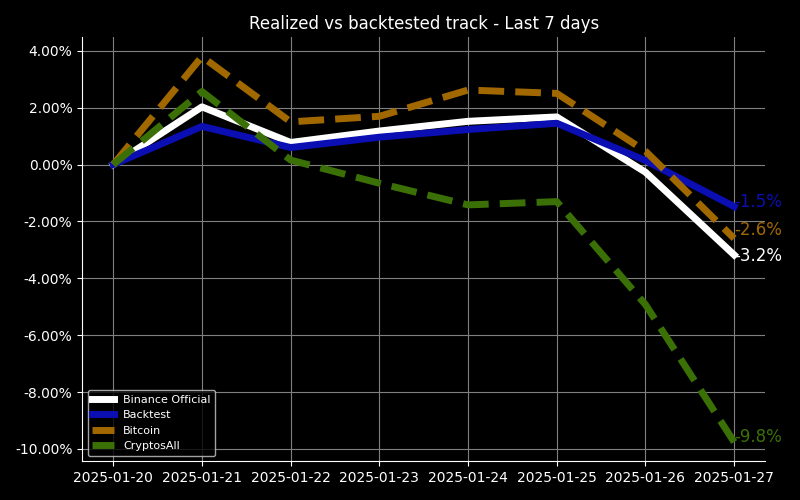 Realized vs backtested track - Last 7 days
4.00%
2.00%
0.00%
-2.00%
-4.00%
-6.00%
-8.00%
-10.00%
-1.5%
-2.6%
-3.2%
-9.8%
Binance Official
Backtest
Bitcoin
CryptosAll
2025-01-20 2025-01-21 2025-01-22 2025-01-23 2025-01-24 2025-01-25 2025-01-26 2025-01-27